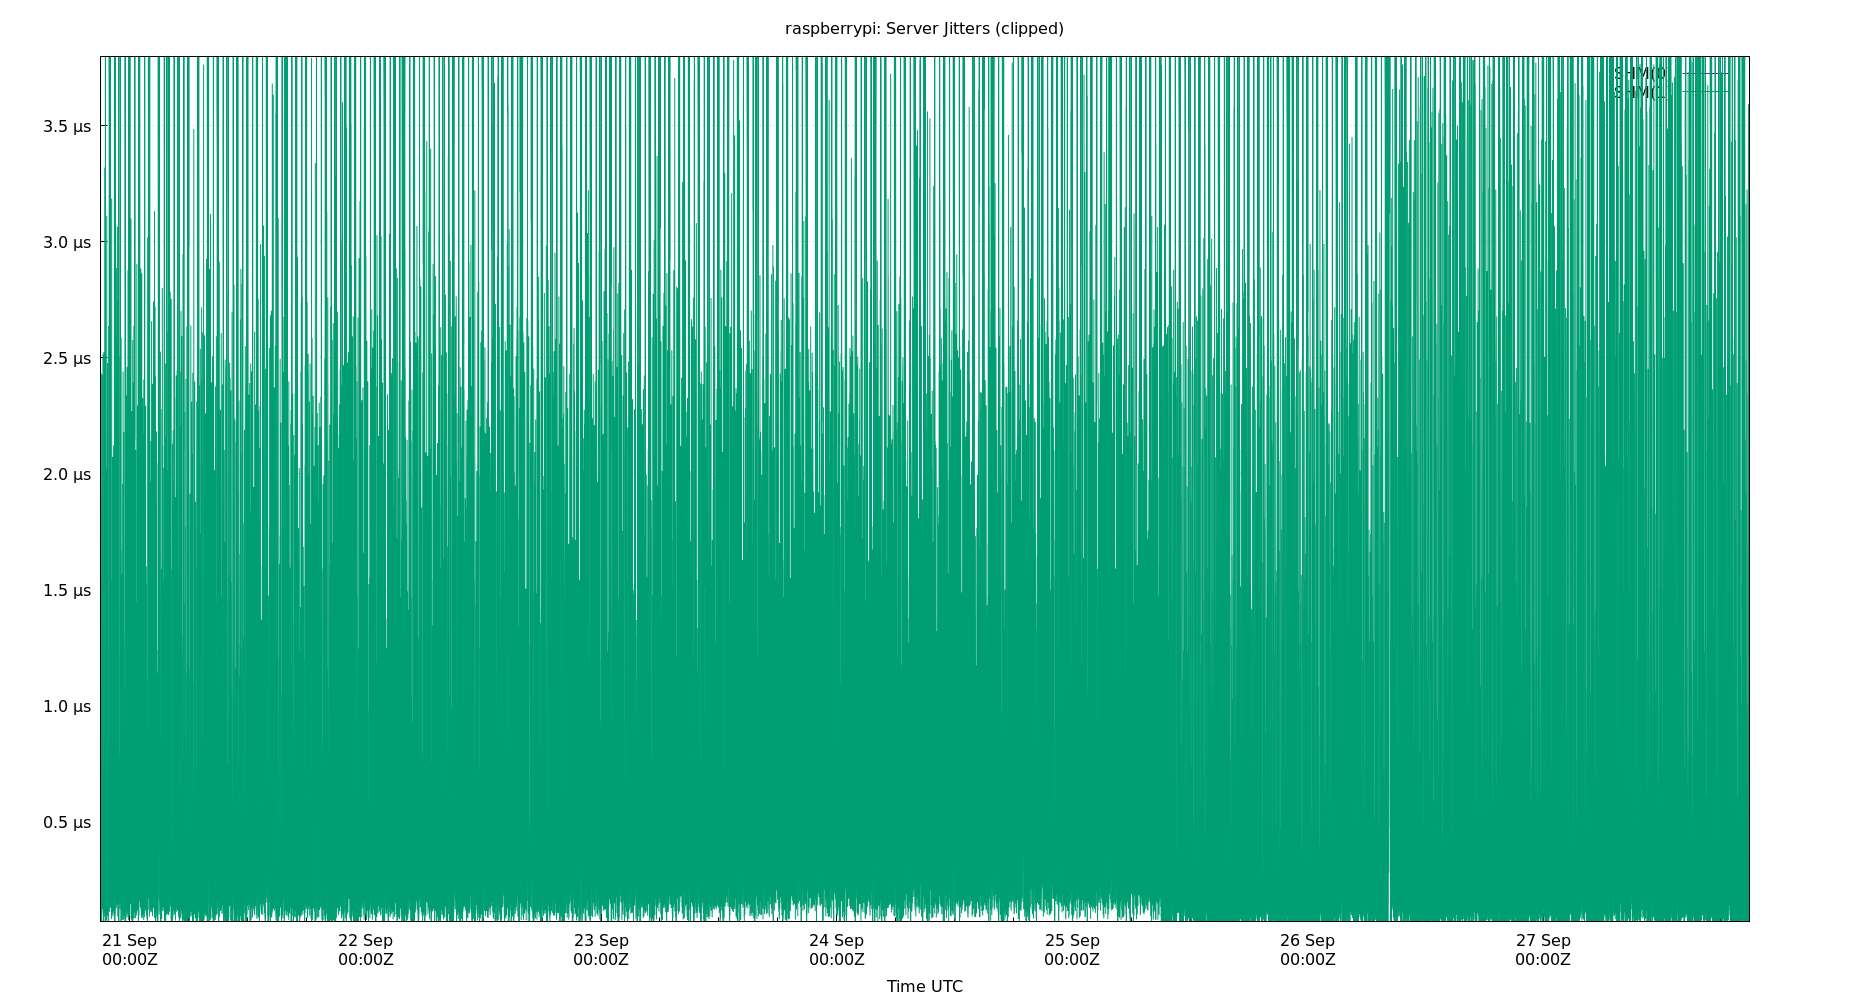 raspberrypi: Server Jitters (clipped)
3.5 µs
3.0 µs
2.5 µs
2.0 µs
1.5 µs
1.0 µs
0.5 µs
21 Sep
00:00Z
22 Sep
00:00Z
23 Sep
00:00Z
24 Sep
00:00Z
25 Sep
00:00Z
26 Sep
00:00Z
27 Sep
00:00Z
Time UTC